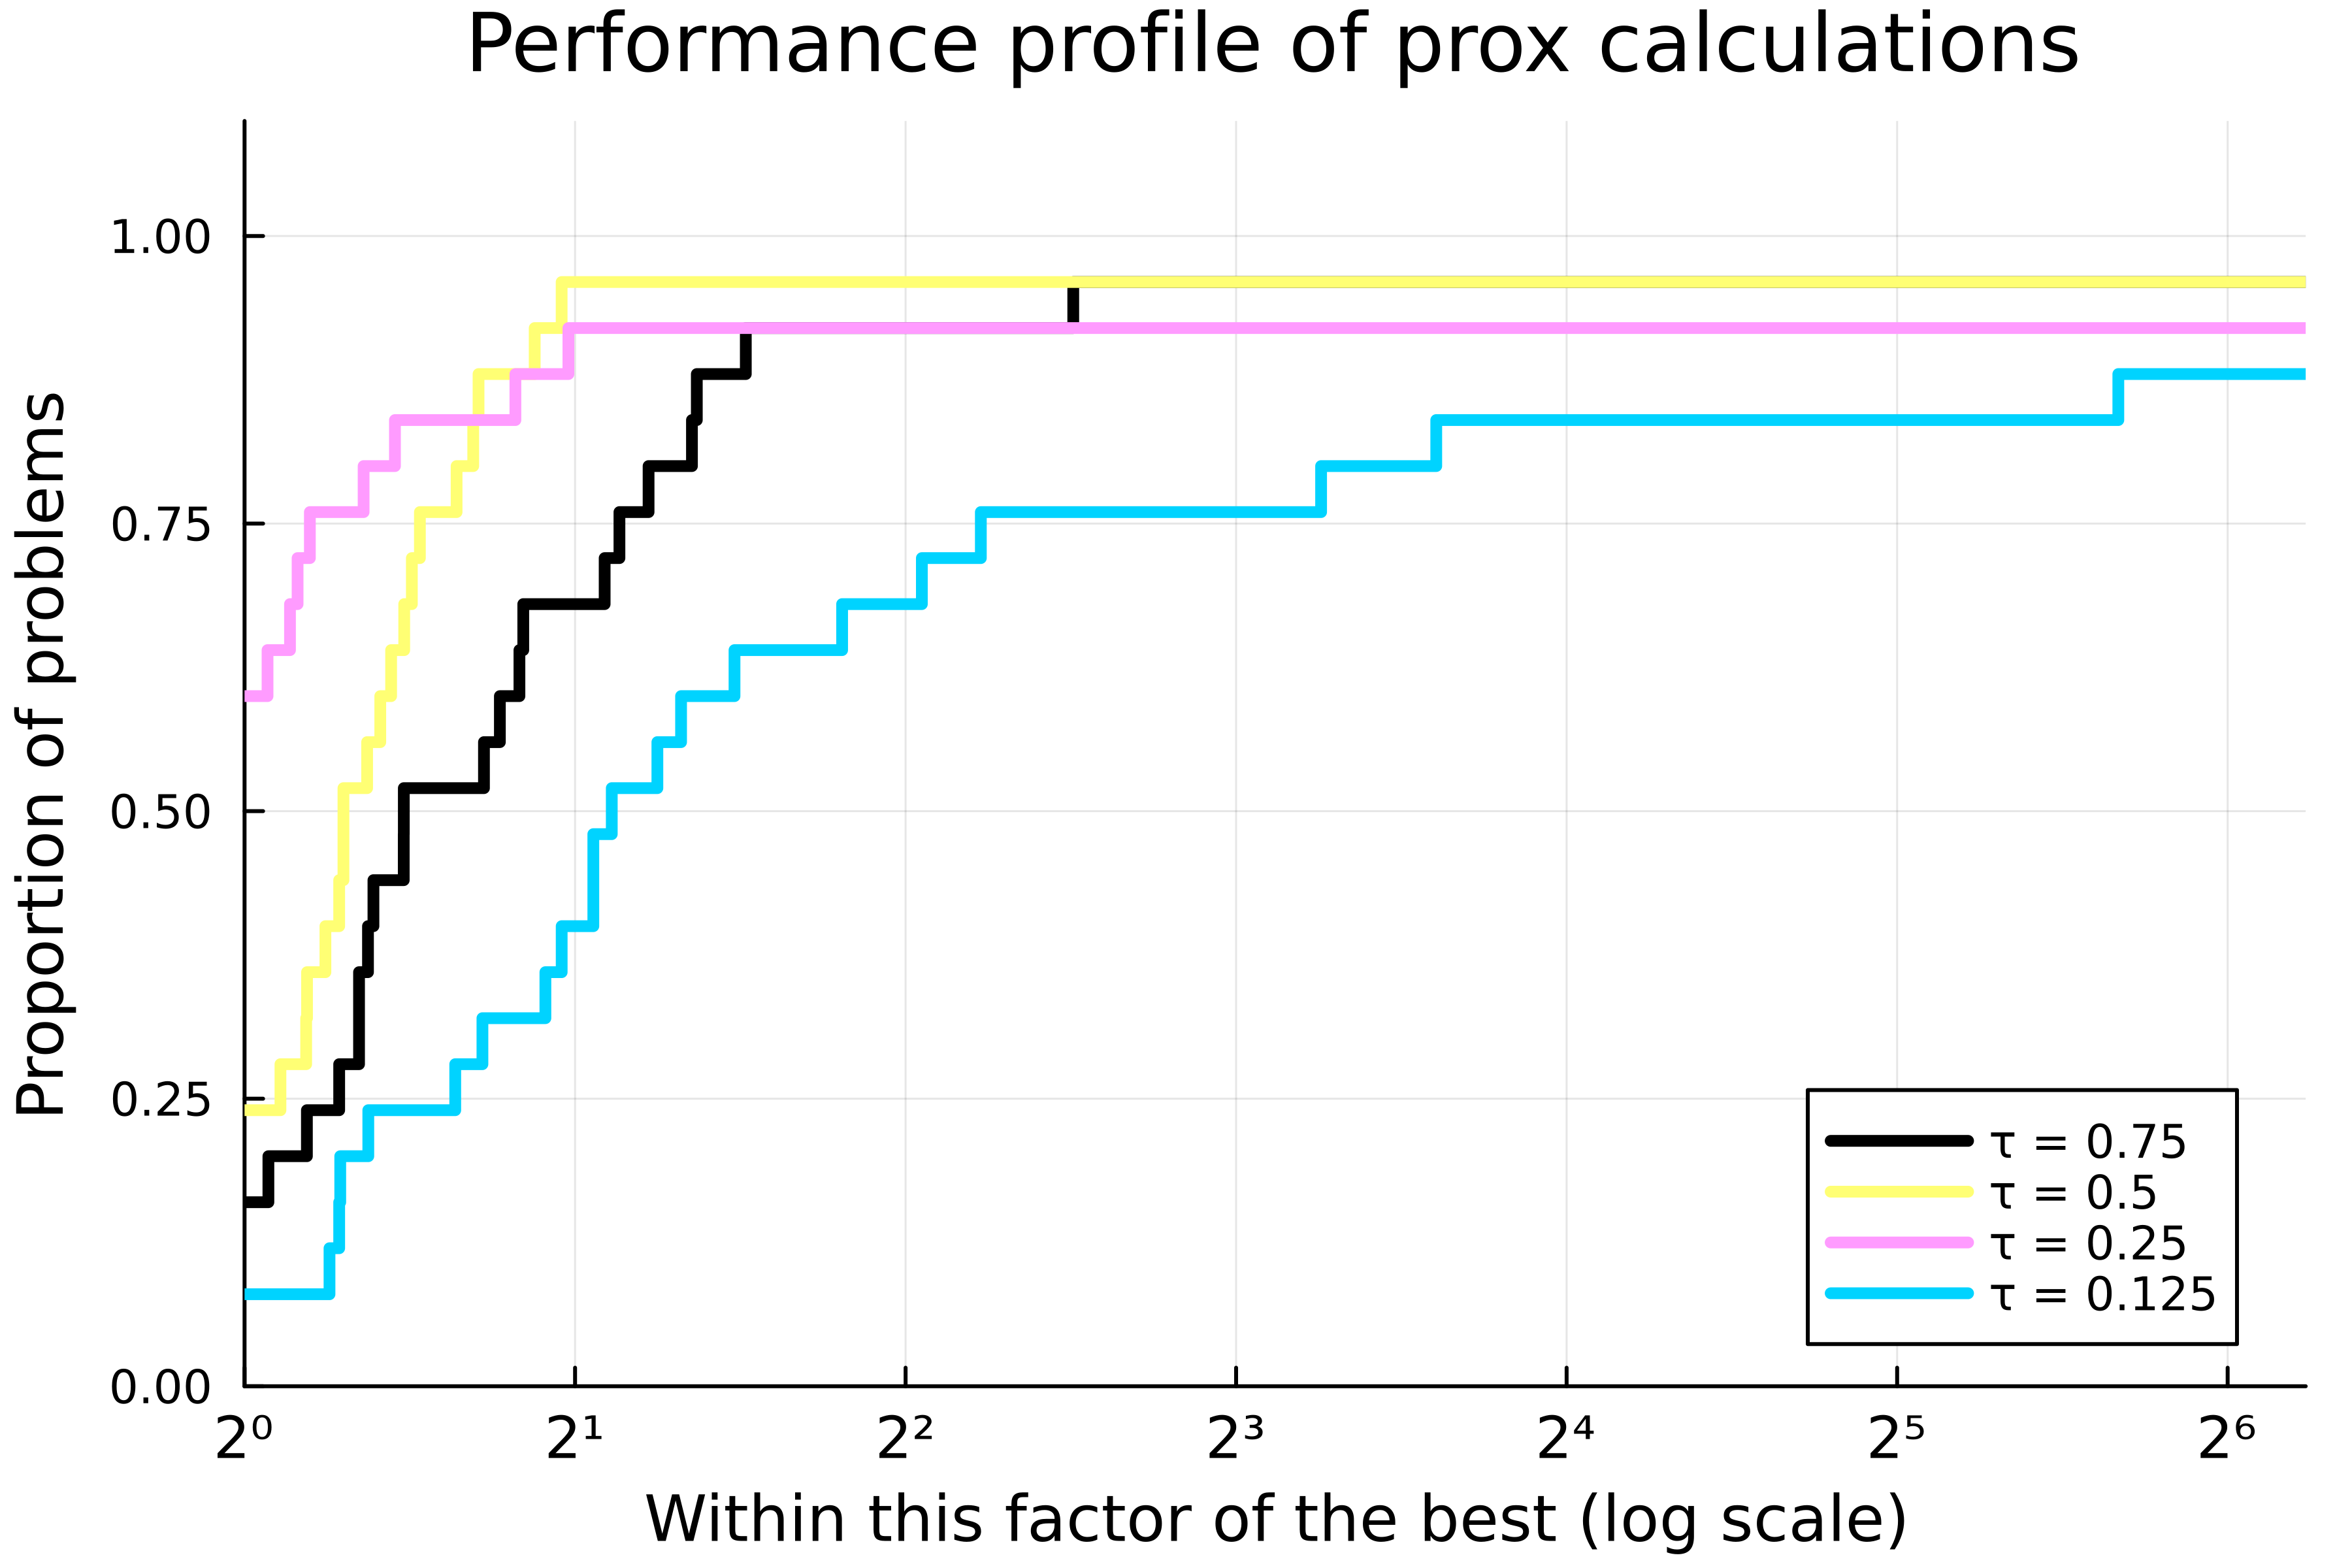 Performance profile of prox calculations
Proportion of problems
1.00
0.75
0.50
0.25
0.00
τ = 0.75
τ = 0.5
τ = 0.25
τ = 0.125
2⁰ 2¹ 2² 2³ 2⁴ 2⁵ 2⁶
Within this factor of the best (log scale)